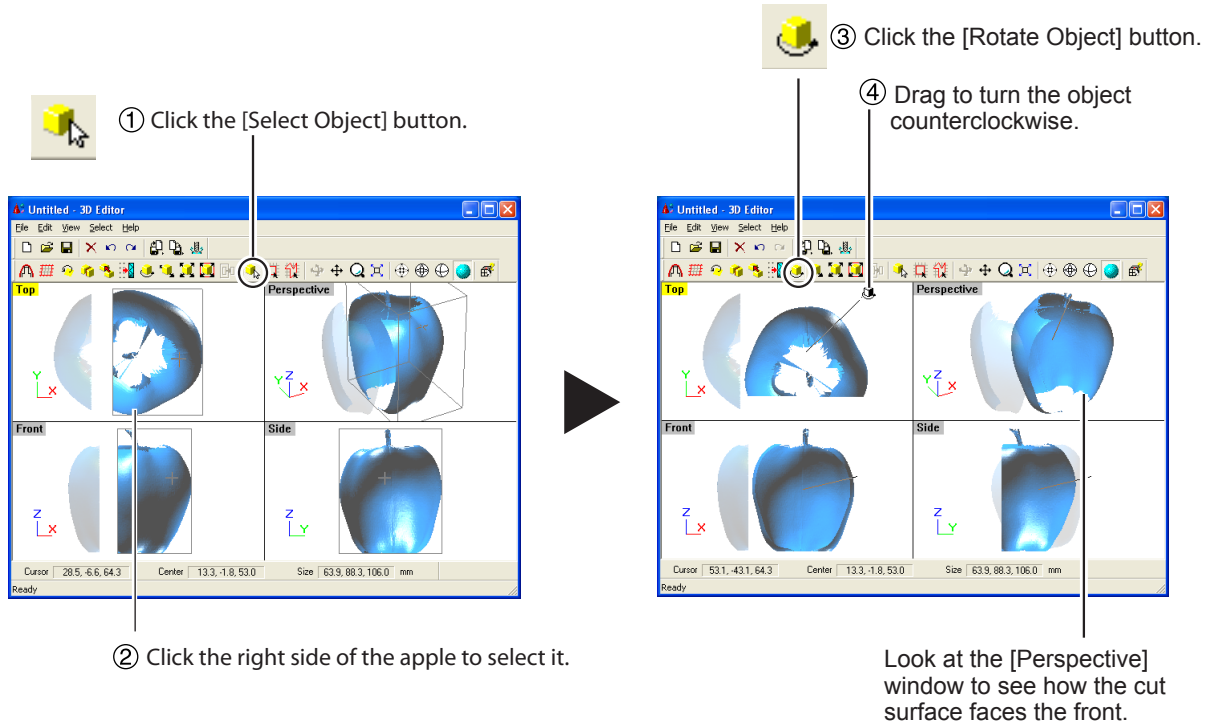 ③ Click the [Rotate Object] button.
④ Drag to turn the object
counterclockwise.
① Click the [Select Object] button.
Untitled - 3D Editor
File Edit View Select Help
Top
Perspective
Y
X
Z
Y
X
Front
Side
Z
X
Z
Y
Cursor 28.5, -6.6, 64.3 Center 13.3, -1.8, 53.0 Size 63.9, 88.3, 106.0 mm
Ready
Untitled - 3D Editor
File Edit View Select Help
Top
Perspective
Y
X
Z
Y
X
Front
Side
Z
X
Z
Y
Cursor 53.1, -43.1, 64.3 Center 13.3, -1.8, 53.0 Size 63.9, 88.3, 106.0 mm
Ready
② Click the right side of the apple to select it.
Look at the [Perspective]
window to see how the cut
surface faces the front.